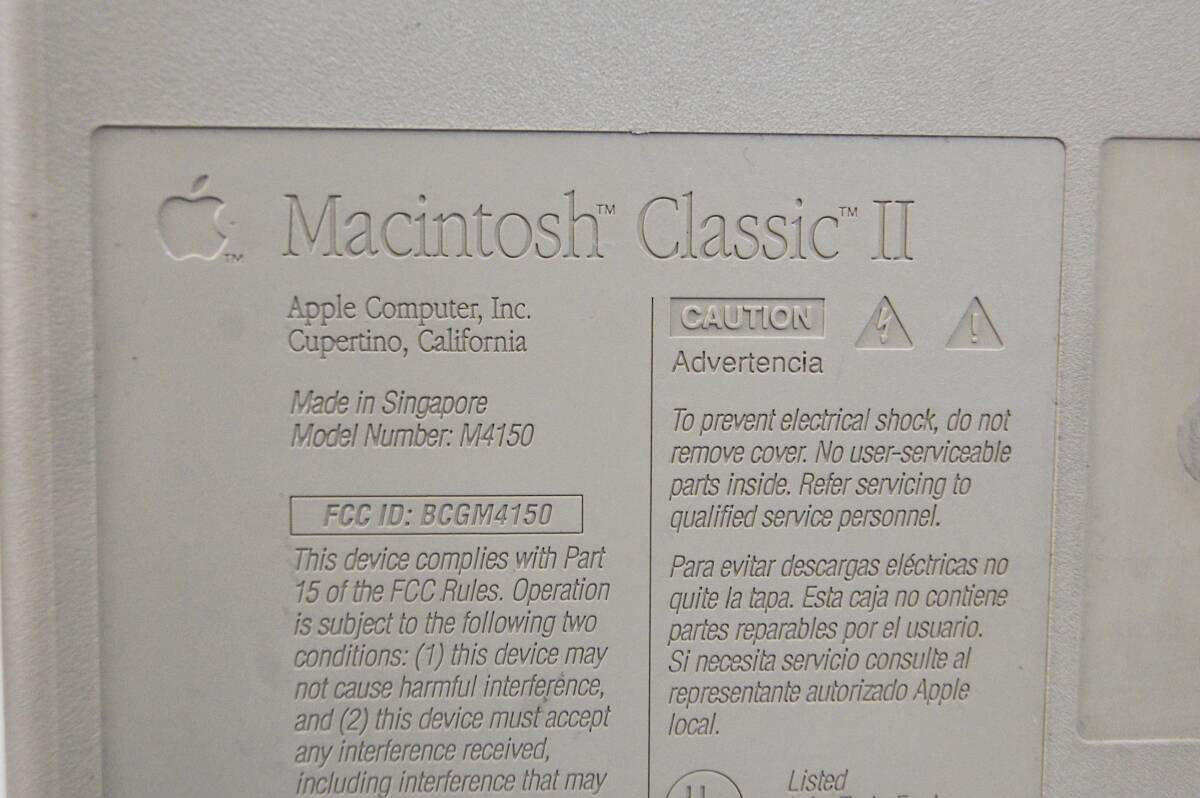 Macintosh™ Classic™ II
TM
Apple Computer, Inc.
Cupertino, California
Made in Singapore
Model Number: M4150
FCC ID: BCGM4150
This device complies with Part
15 of the FCC Rules. Operation
is subject to the following two
conditions: (1) this device may
not cause harmful interference,
and (2) this device must accept
any interference received,
including interference that may
CAUTION
Advertencia
To prevent electrical shock, do not
remove cover. No user-serviceable
parts inside. Refer servicing to
qualified service personnel.
Para evitar descargas eléctricas no
quite la tapa. Esta caja no contiene
partes reparables por el usuario.
Si necesita servicio consulte al
representante autorizado Apple
local.
Listed